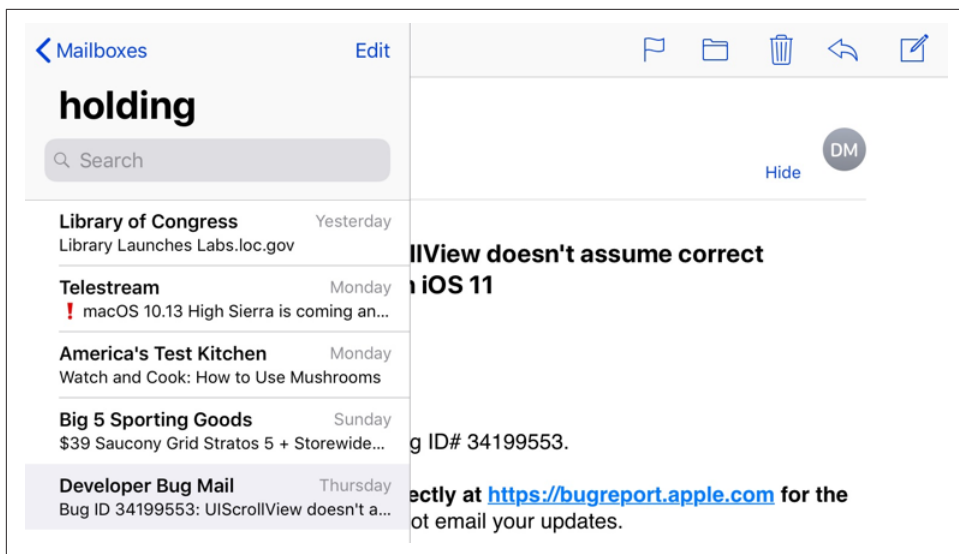 Mailboxes
Edit
holding
Search
Library of Congress Yesterday
Library Launches Labs.loc.gov
Telestream Monday
❗ macOS 10.13 High Sierra is coming an...
America's Test Kitchen Monday
Watch and Cook: How to Use Mushrooms
Big 5 Sporting Goods Sunday
$39 Saucony Grid Stratos 5 + Storewide...
Developer Bug Mail Thursday
Bug ID 34199553: UIScrollView doesn't a...
DM
Hide
llView doesn't assume correct
iOS 11
g ID# 34199553.
ectly at https://bugreport.apple.com for the
ot email your updates.